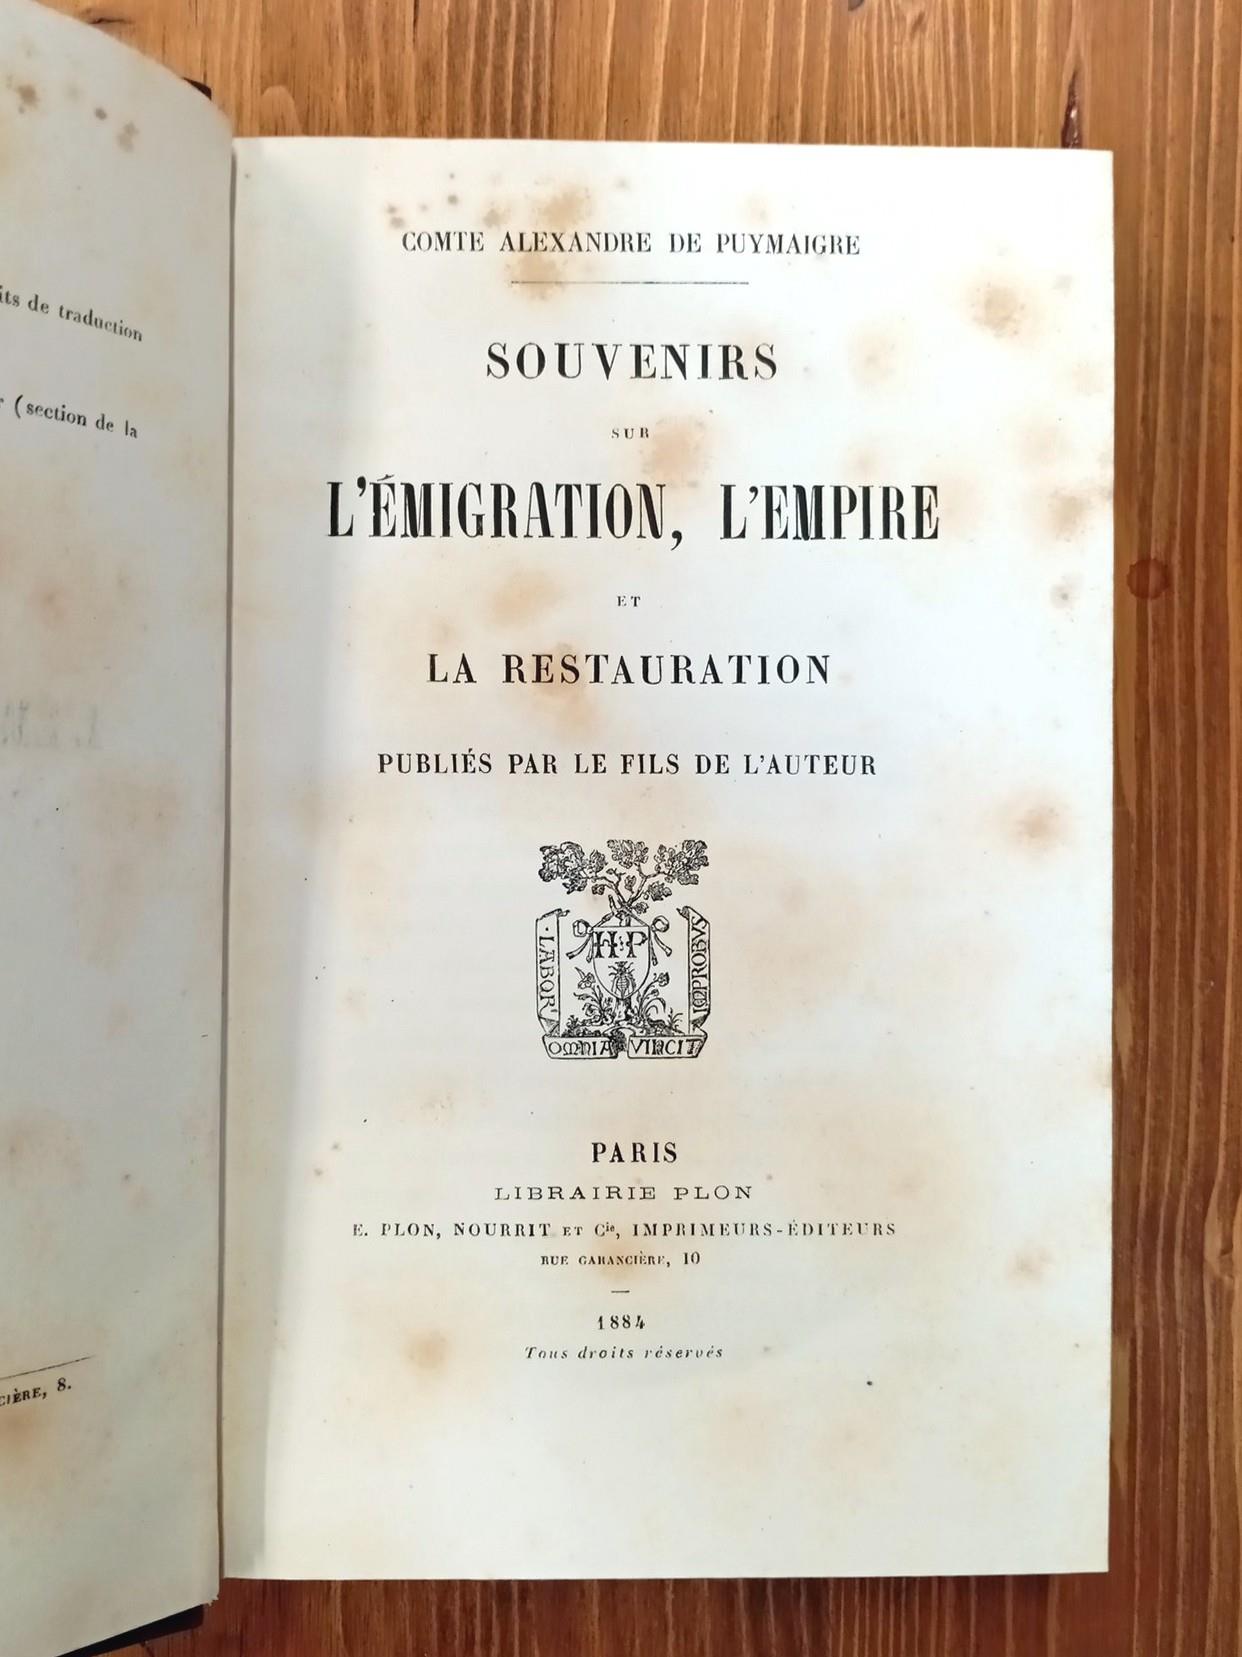 its de traduction
(section de la
CIÈRE, 8.
COMTE ALEXANDRE DE PUYMAIGRE
SOUVENIRS
SUR
L'ÉMIGRATION, L'EMPIRE
ET
LA RESTAURATION
PUBLIÉS PAR LE FILS DE L'AUTEUR
H P
LABOR
IMPROBVS
OMNIA VINCIT
PARIS
LIBRAIRIE PLON
E. PLON, NOURRIT ET Cie, IMPRIMEURS-ÉDITEURS
RUE GARANCIÈRE, 10
1884
Tous droits réservés